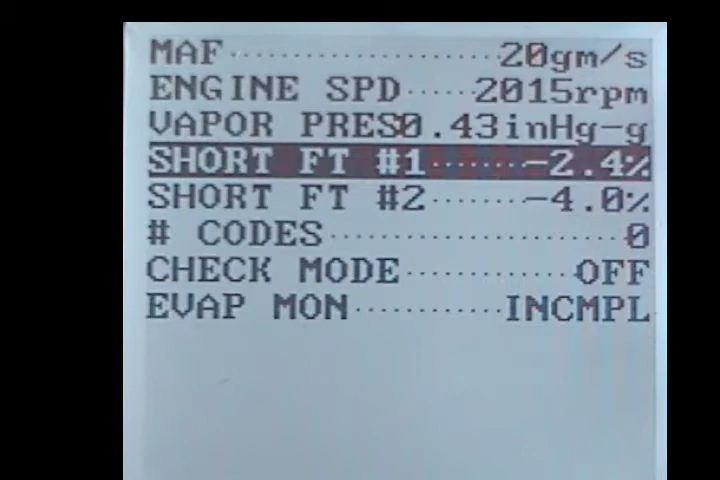 MAF····················20gm/s
ENGINE SPD·····2015rpm
VAPOR PRES0.43inHg-g
SHORT FT #1·······-2.4%
SHORT FT #2·······-4.0%
# CODES·····················0
CHECK MODE············OFF
EVAP MON···········INCMPL